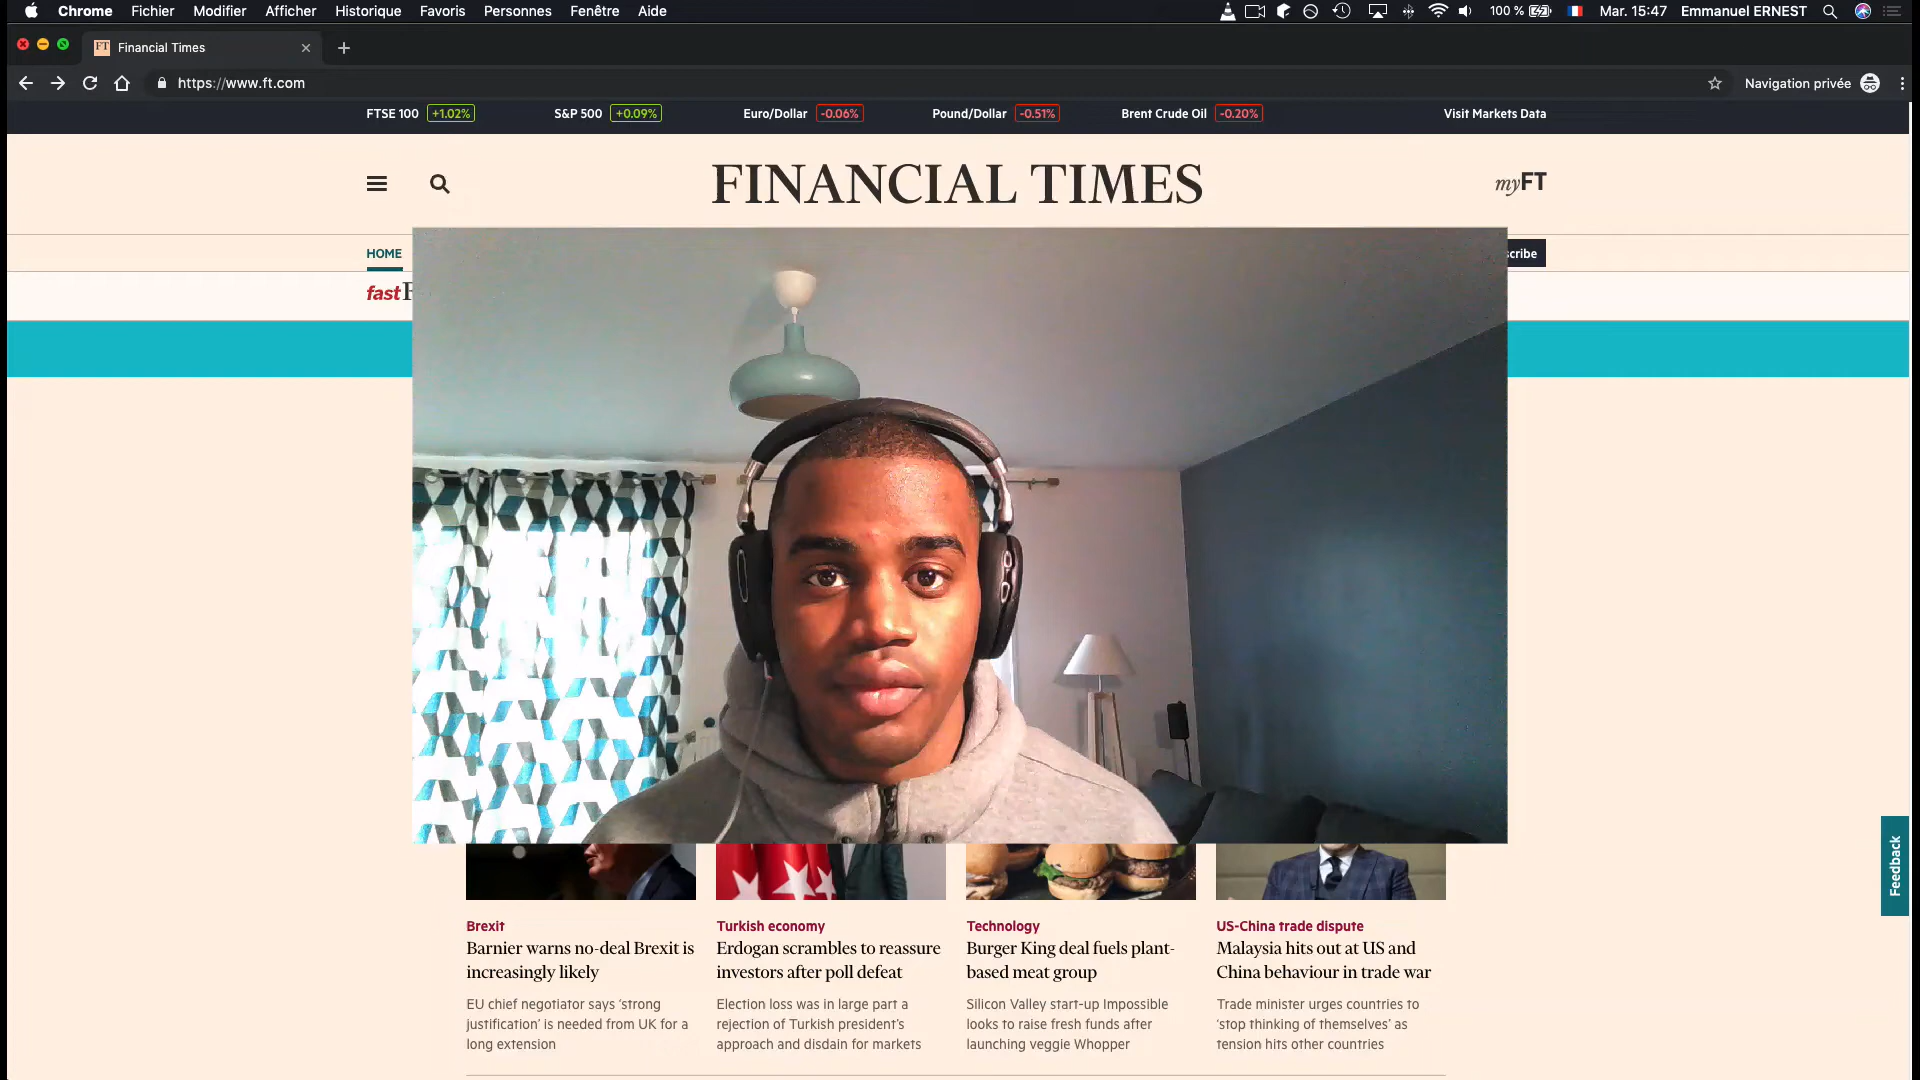 Chrome Fichier Modifier Afficher Historique Favoris Personnes Fenêtre Aide 100 % Mar. 15:47 Emmanuel ERNEST
FT Financial Times
https://www.ft.com Navigation privée
FTSE 100 +1.02% S&P 500 +0.09% Euro/Dollar -0.06% Pound/Dollar -0.51% Brent Crude Oil -0.20% Visit Markets Data
FINANCIAL TIMES
myFT
HOME
scribe
fastF
Feedback
Brexit
Barnier warns no-deal Brexit is
increasingly likely
EU chief negotiator says ‘strong
justification’ is needed from UK for a
long extension
Turkish economy
Erdogan scrambles to reassure
investors after poll defeat
Election loss was in large part a
rejection of Turkish president’s
approach and disdain for markets
Technology
Burger King deal fuels plant-
based meat group
Silicon Valley start-up Impossible
looks to raise fresh funds after
launching veggie Whopper
US-China trade dispute
Malaysia hits out at US and
China behaviour in trade war
Trade minister urges countries to
‘stop thinking of themselves’ as
tension hits other countries